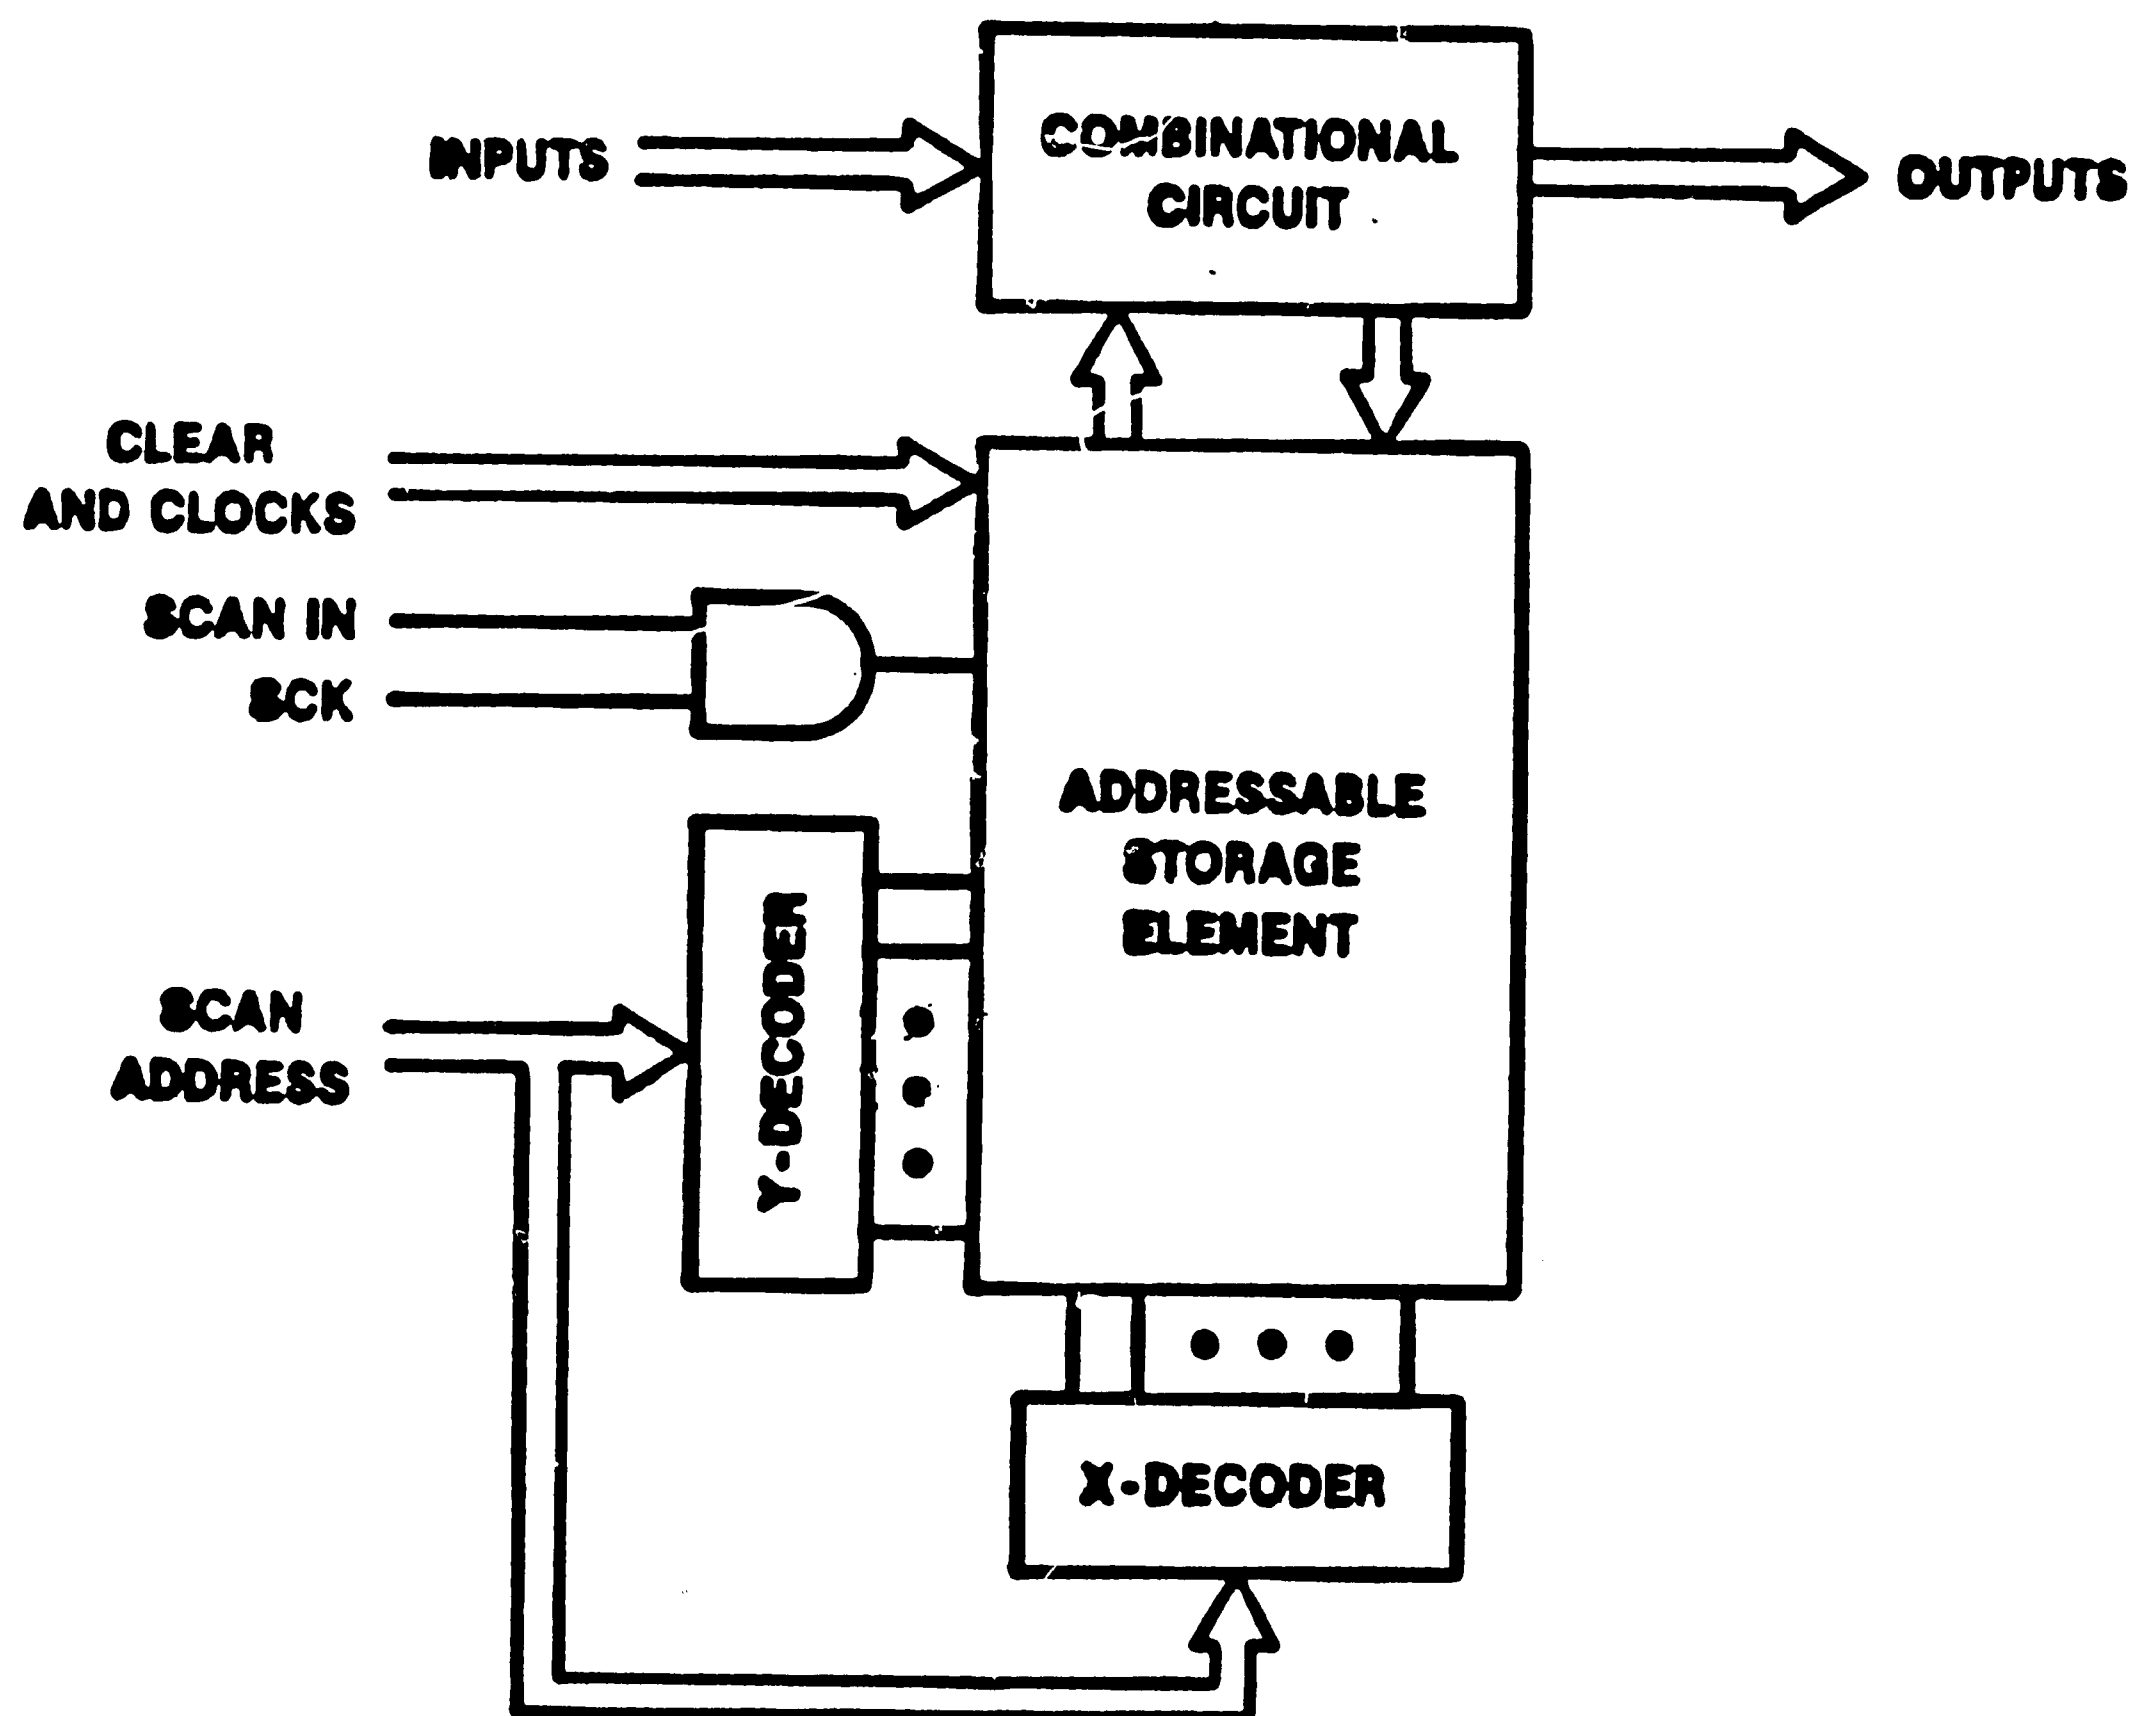 COMBINATIONAL
CIRCUIT
INPUTS
OUTPUTS
CLEAR
AND CLOCKS
SCAN IN
SCK
ADDRESSABLE
STORAGE
ELEMENT
Y-DECODER
SCAN
ADDRESS
X-DECODER